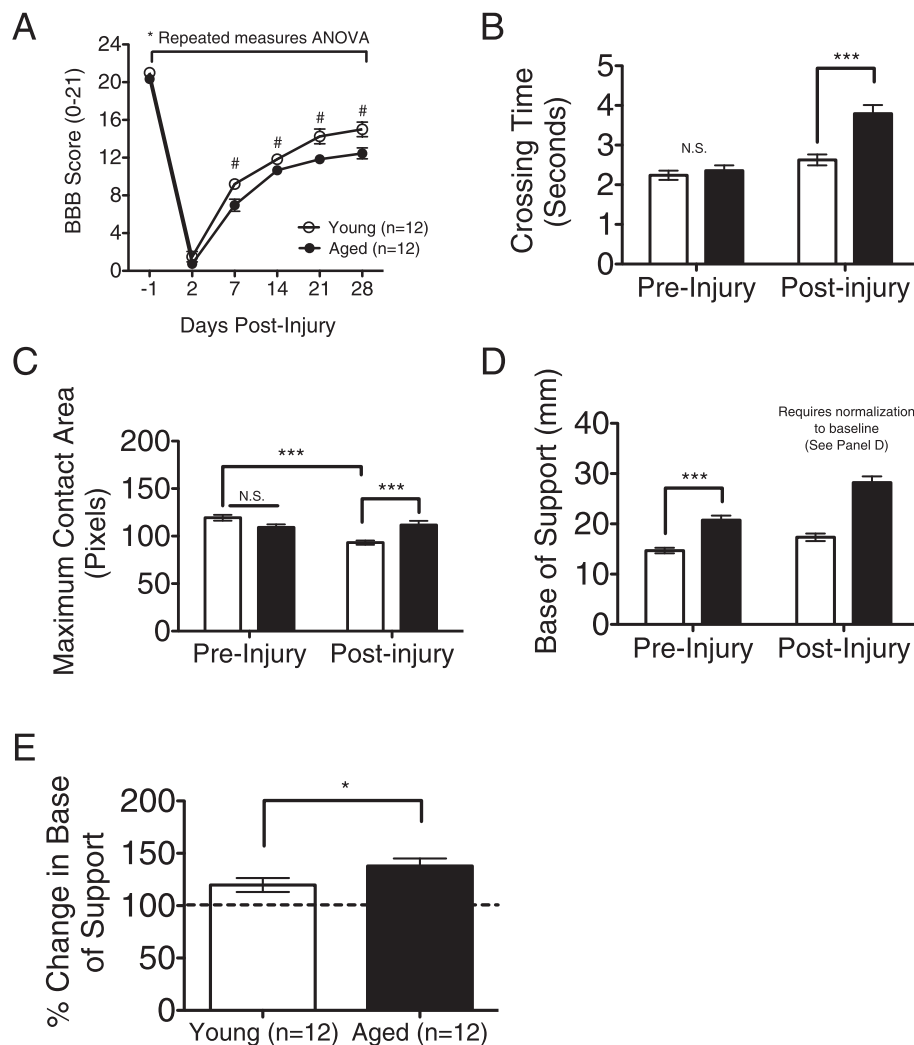 A
* Repeated measures ANOVA
BBB Score (0-21)
24
20
16
12
8
4
0
# # # # #
Young (n=12)
Aged (n=12)
-1 2 7 14 21 28
Days Post-Injury
B
Crossing Time
(Seconds)
5
4
3
2
1
0
N.S.
***
Pre-Injury Post-injury
C
Maximum Contact Area
(Pixels)
200
150
100
50
0
***
N.S.
***
Pre-Injury Post-injury
D
Base of Support (mm)
40
30
20
10
0
***
Requires normalization
to baseline
(See Panel D)
Pre-Injury Post-Injury
E
% Change in Base
of Support
200
150
100
50
0
*
Young (n=12) Aged (n=12)